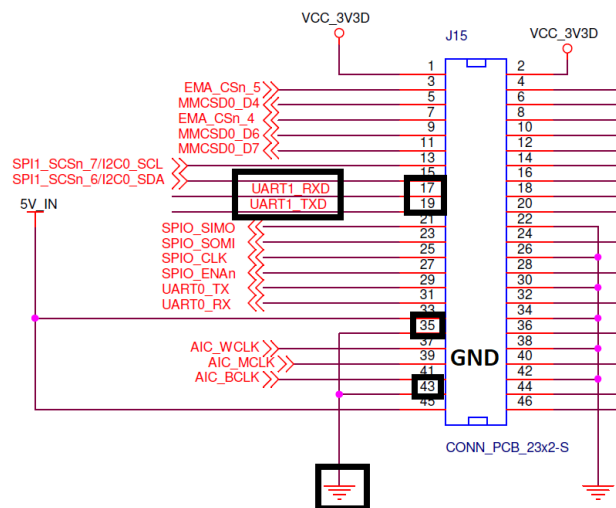 VCC_3V3D
J15
VCC_3V3D
1 2
3 4
EMA_CSn_5
5 6
MMCSD0_D4
7 8
EMA_CSn_4
9 10
MMCSD0_D6
11 12
MMCSD0_D7
13 14
SPI1_SCSn_7/I2C0_SCL
15 16
SPI1_SCSn_6/I2C0_SDA
17 18
UART1_RXD
19 20
UART1_TXD
5V_IN
21 22
SPIO_SIMO
23 24
SPIO_SOMI
25 26
SPIO_CLK
27 28
SPIO_ENAn
29 30
UART0_TX
31 32
UART0_RX
33 34
35 36
37 38
AIC_WCLK
39 40
GND
AIC_MCLK
41 42
AIC_BCLK
43 44
45 46
CONN_PCB_23x2-S